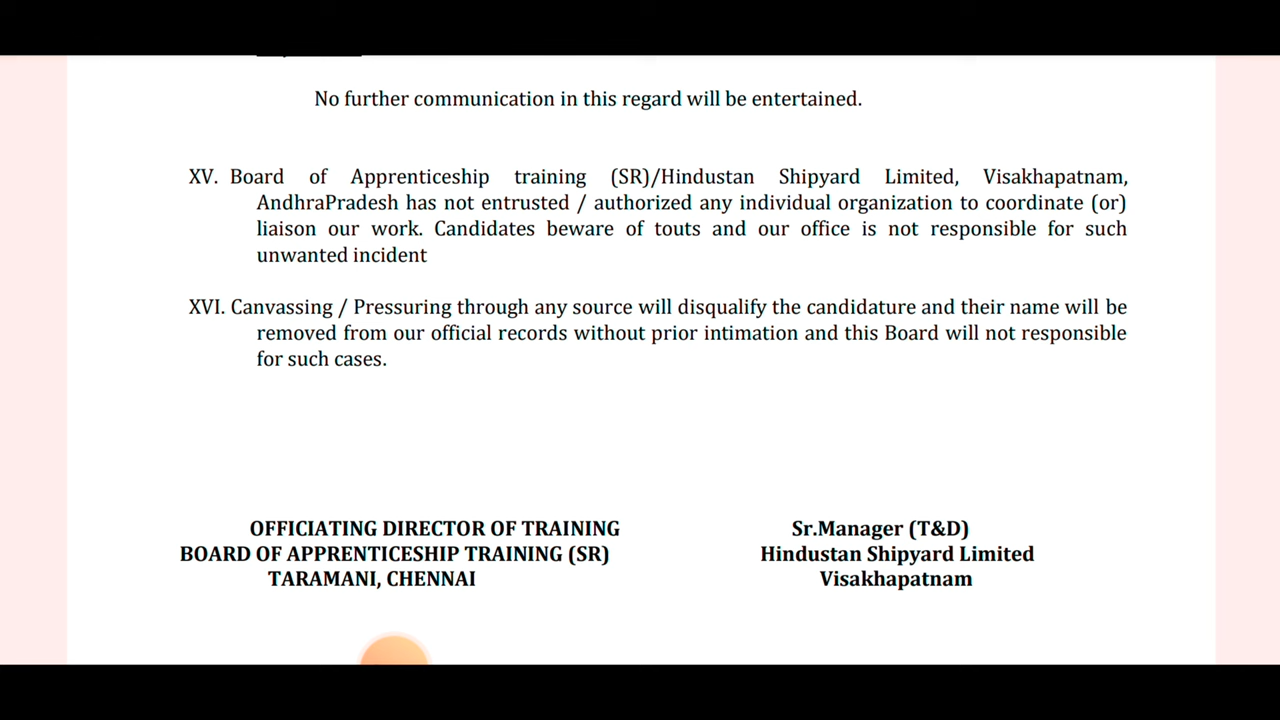 No further communication in this regard will be entertained.
XV. Board of Apprenticeship training (SR)/Hindustan Shipyard Limited, Visakhapatnam,
AndhraPradesh has not entrusted / authorized any individual organization to coordinate (or)
liaison our work. Candidates beware of touts and our office is not responsible for such
unwanted incident
XVI. Canvassing / Pressuring through any source will disqualify the candidature and their name will be
removed from our official records without prior intimation and this Board will not responsible
for such cases.
OFFICIATING DIRECTOR OF TRAINING
BOARD OF APPRENTICESHIP TRAINING (SR)
TARAMANI, CHENNAI
Sr.Manager (T&D)
Hindustan Shipyard Limited
Visakhapatnam